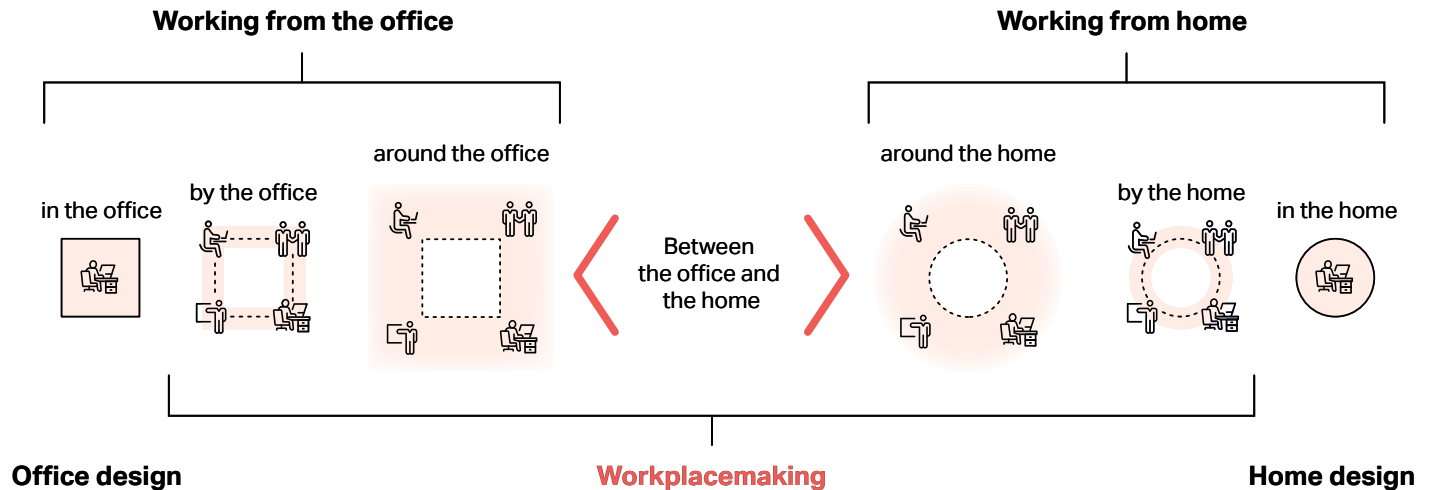 Working from the office
Working from home
around the office
around the home
by the office
by the home
in the office
in the home
Between
the office and
the home
Office design
Workplacemaking
Home design